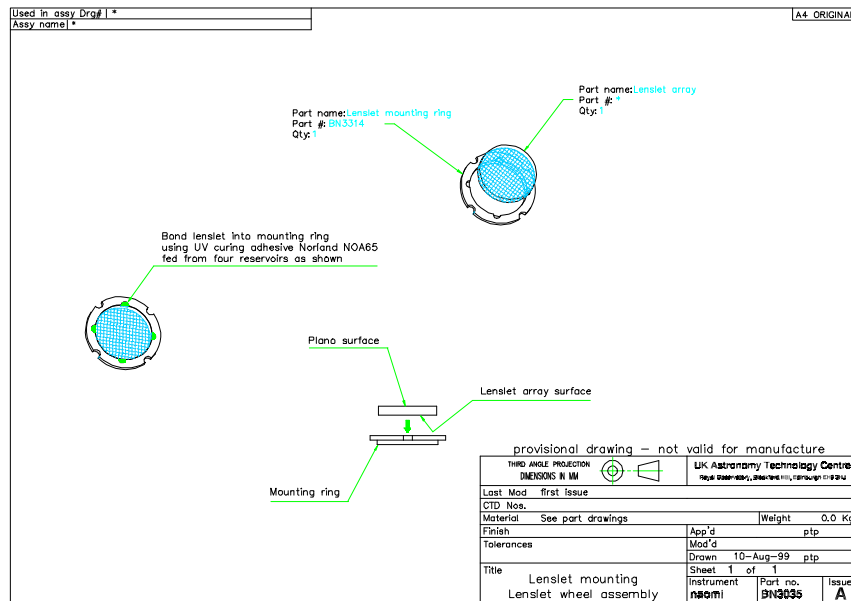 Used in assy Drg# *
Assy name *
A4 ORIGINAL
Part name:Lenslet array
Part #: *
Qty:1
Part name:Lenslet mounting ring
Part #: BN3314
Qty:1
Bond lenslet into mounting ring
using UV curing adhesive Norland NOA65
fed from four reservoirs as shown
Plano surface
Lenslet array surface
Mounting ring
provisional drawing – not valid for manufacture
THIRD ANGLE PROJECTION
DIMENSIONS IN MM
UK Astronomy Technology Centre
Royal Observatory, Blackford Hill, Edinburgh EH9 3HJ
Last Mod first issue
CTD Nos.
Material See part drawings Weight 0.0 Kg
Finish App'd ptp
Tolerances Mod'd
Drawn 10-Aug-99 ptp
Title Sheet 1 of 1
Lenslet mounting
Lenslet wheel assembly
Instrument Part no. Issue
naomi BN3035 A